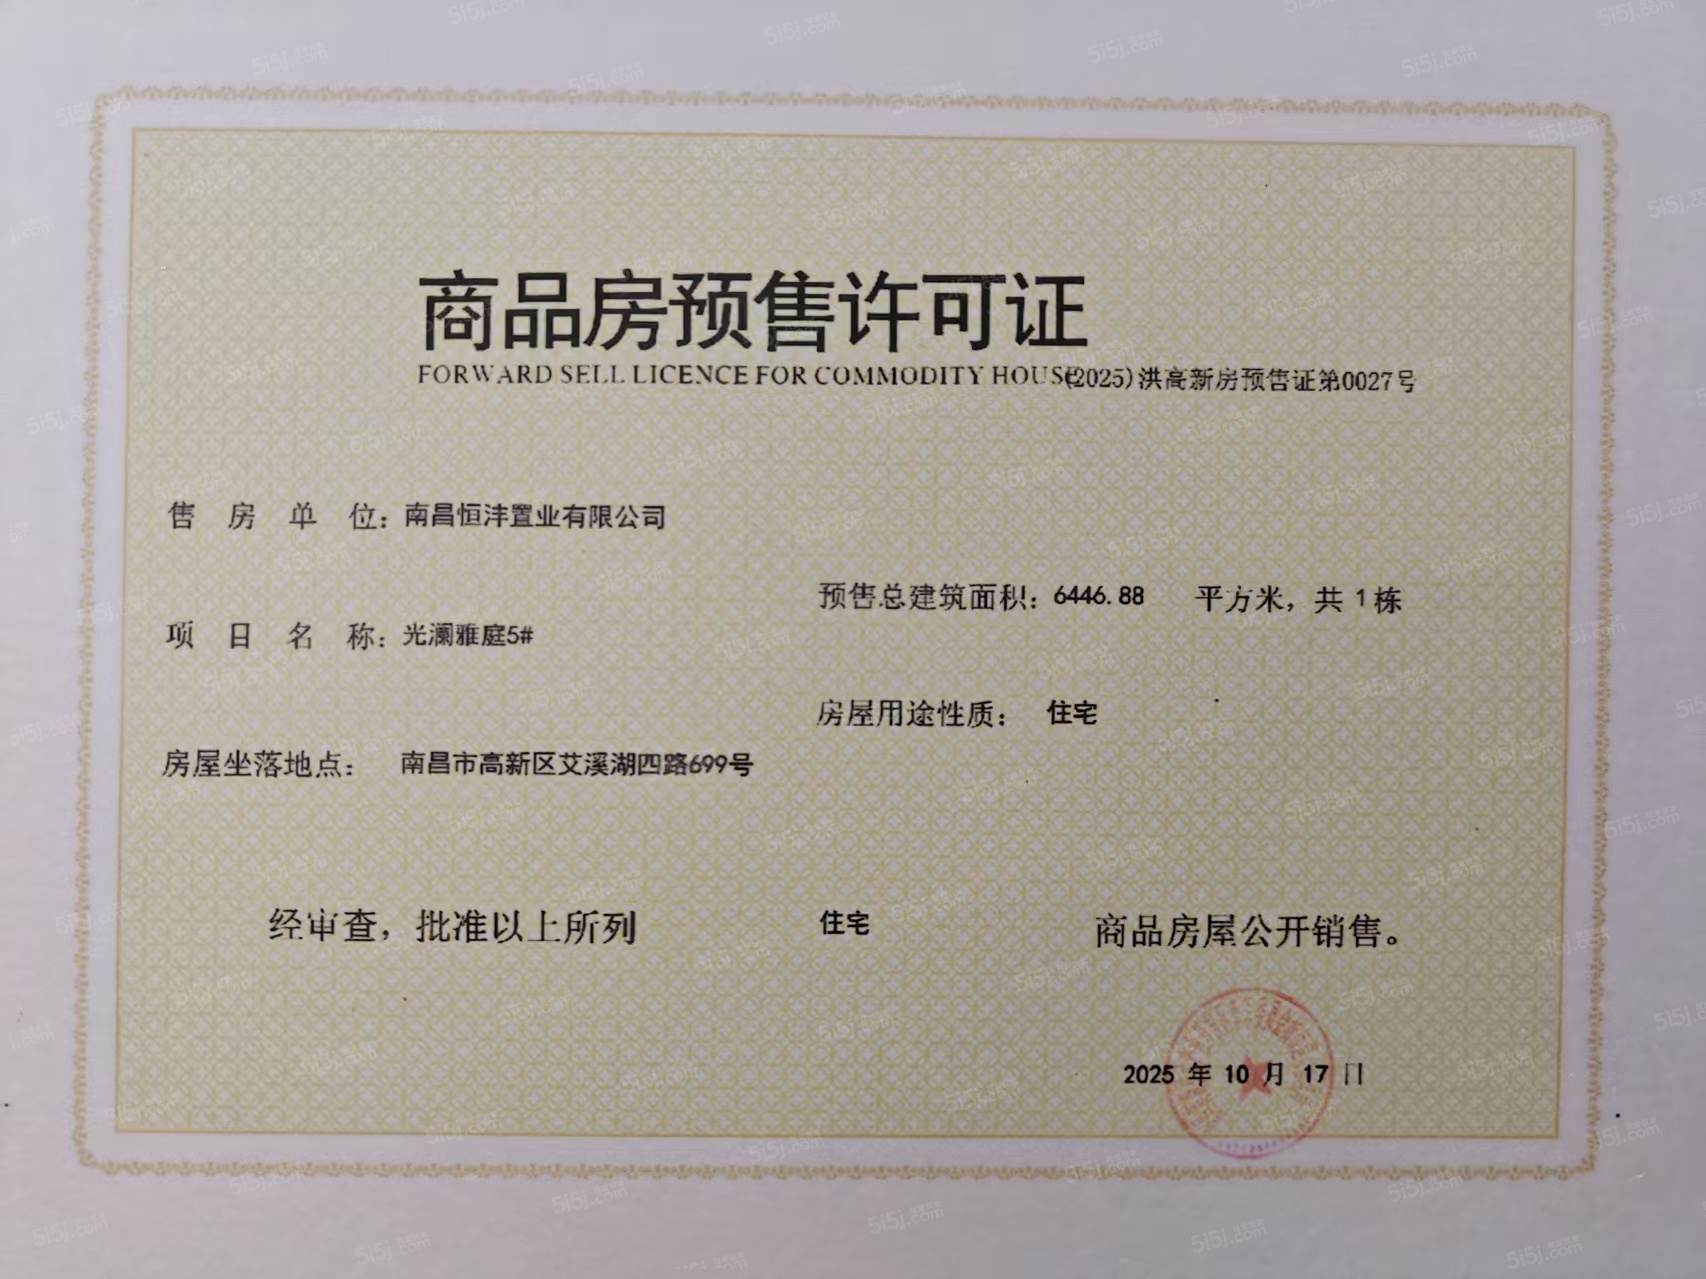 商品房预售许可证
FORWARD SELL LICENCE FOR COMMODITY HOUSE (2025)洪高新房预售证第0027号
售房单位：南昌恒沣置业有限公司
预售总建筑面积：6446.88 平方米，共 1 栋
项目名称：光澜雅庭5#
房屋用途性质： 住宅
房屋坐落地点： 南昌市高新区艾溪湖四路699号
经审查，批准以上所列 住宅 商品房屋公开销售。
2025 年 10 月 17 日
5i5j.com